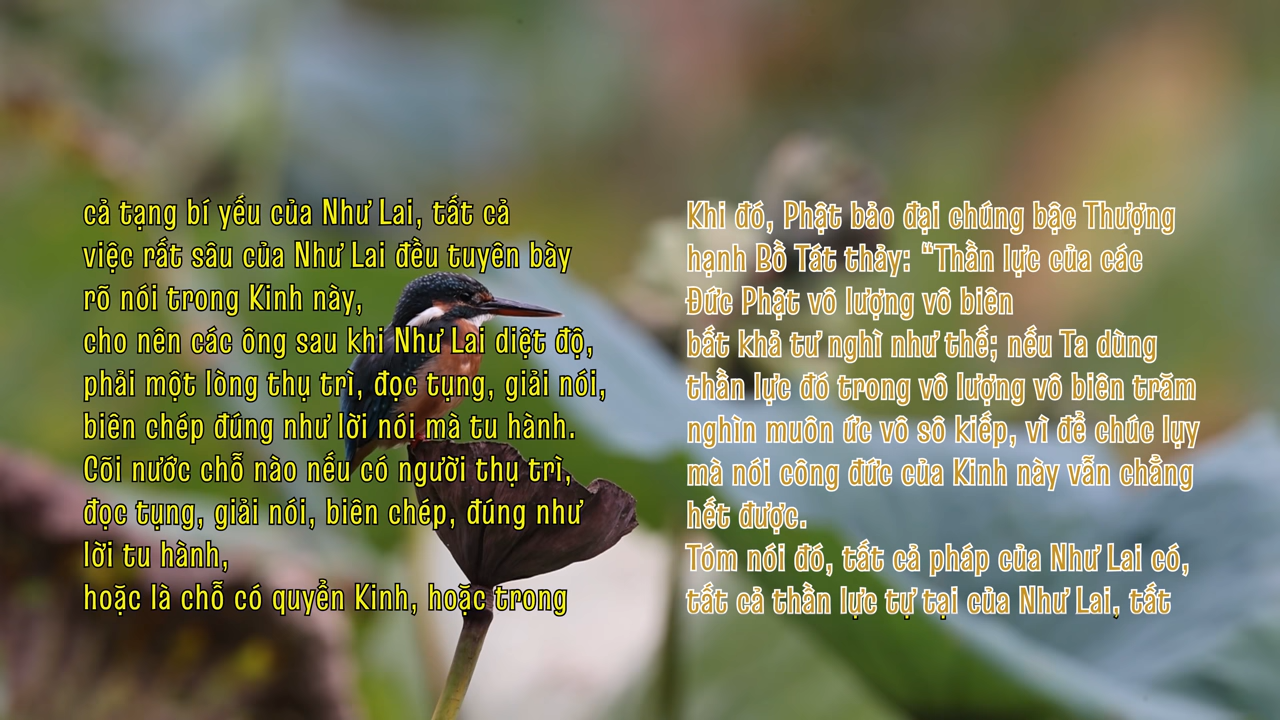 cả tạng bí yếu của Như Lai, tất cả
việc rất sâu của Như Lai đều tuyên bày
rõ nói trong Kinh này,
cho nên các ông sau khi Như Lai diệt độ,
phải một lòng thụ trì, đọc tụng, giải nói,
biên chép đúng như lời nói mà tu hành.
Cõi nước chỗ nào nếu có người thụ trì,
đọc tụng, giải nói, biên chép, đúng như
lời tu hành,
hoặc là chỗ có quyển Kinh, hoặc trong
Khi đó, Phật bảo đại chúng bậc Thượng
hạnh Bồ Tát thảy: “Thần lực của các
Đức Phật vô lượng vô biên
bất khả tư nghì như thế; nếu Ta dùng
thần lực đó trong vô lượng vô biên trăm
nghìn muôn ức vô sô kiếp, vì để chúc lụy
mà nói công đức của Kinh này vẫn chẳng
hết được.
Tóm nói đó, tất cả pháp của Như Lai có,
tất cả thần lực tự tại của Như Lai, tất